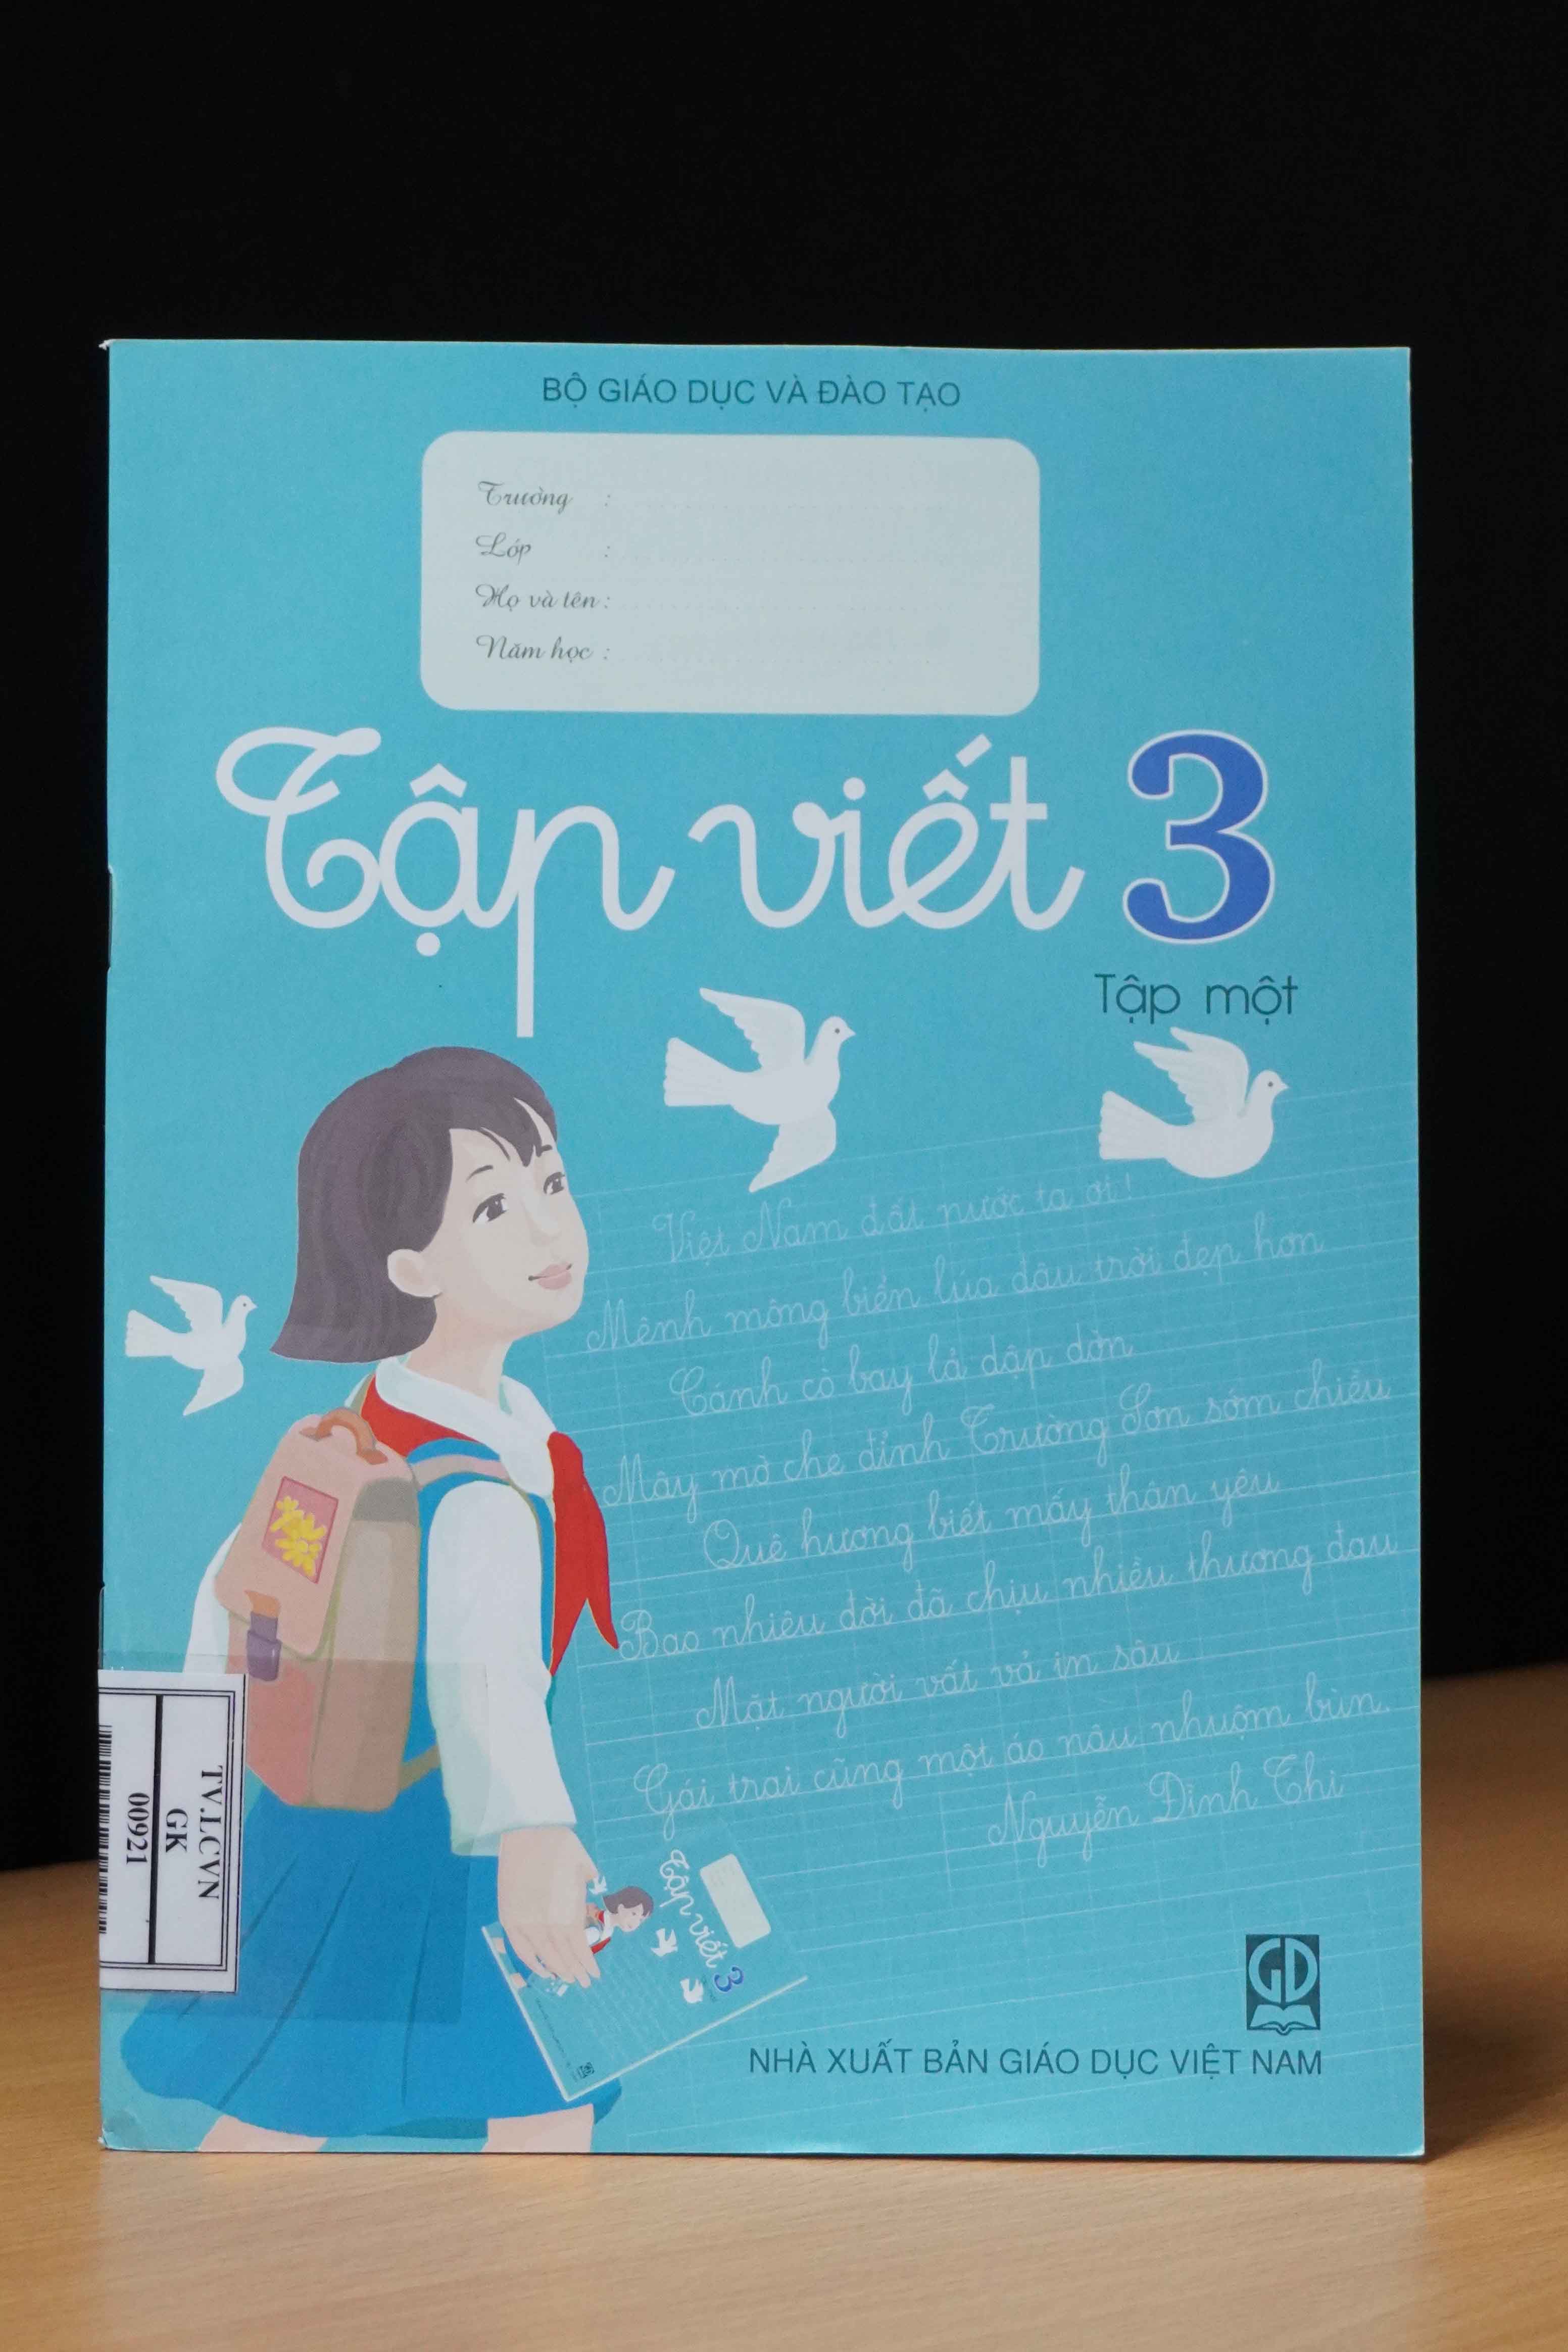 BỘ GIÁO DỤC VÀ ĐÀO TẠO
Trường :
Lớp :
Họ và tên :
Năm học :
Tập viết 3
Tập một
Việt Nam đất nước ta ơi!
Mênh mông biển lúa đâu trời đẹp hơn
Cánh cò bay lả dập dờn
Mây mờ che đỉnh Trường Sơn sớm chiều
Quê hương biết mấy thân yêu
Bao nhiêu đời đã chịu nhiều thương đau
Mặt người vất vả in sâu
Gái trai cũng một áo nâu nhuộm bùn.
Nguyễn Đình Thi
TV.LCVN
GK
00921
Tập viết 3
GD
NHÀ XUẤT BẢN GIÁO DỤC VIỆT NAM